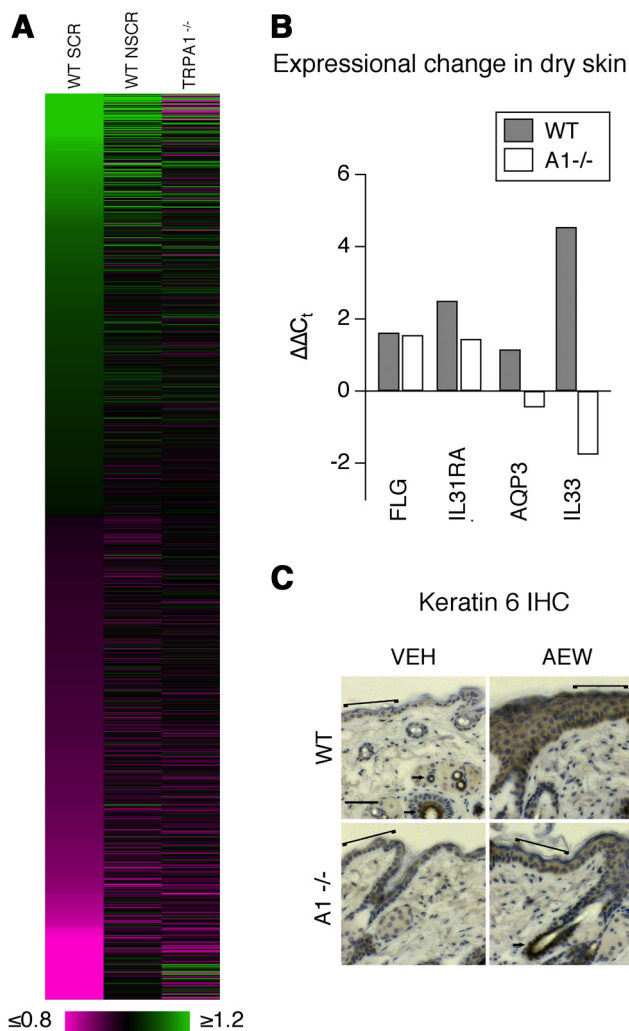 A
WT SCR
WT NSCR
TRPA1 -/-
≤0.8
≥1.2
B
Expressional change in dry skin
WT
A1-/-
6
4
2
0
-2
ΔΔCt
FLG
IL31RA
AQP3
IL33
C
Keratin 6 IHC
VEH
AEW
WT
A1 -/-